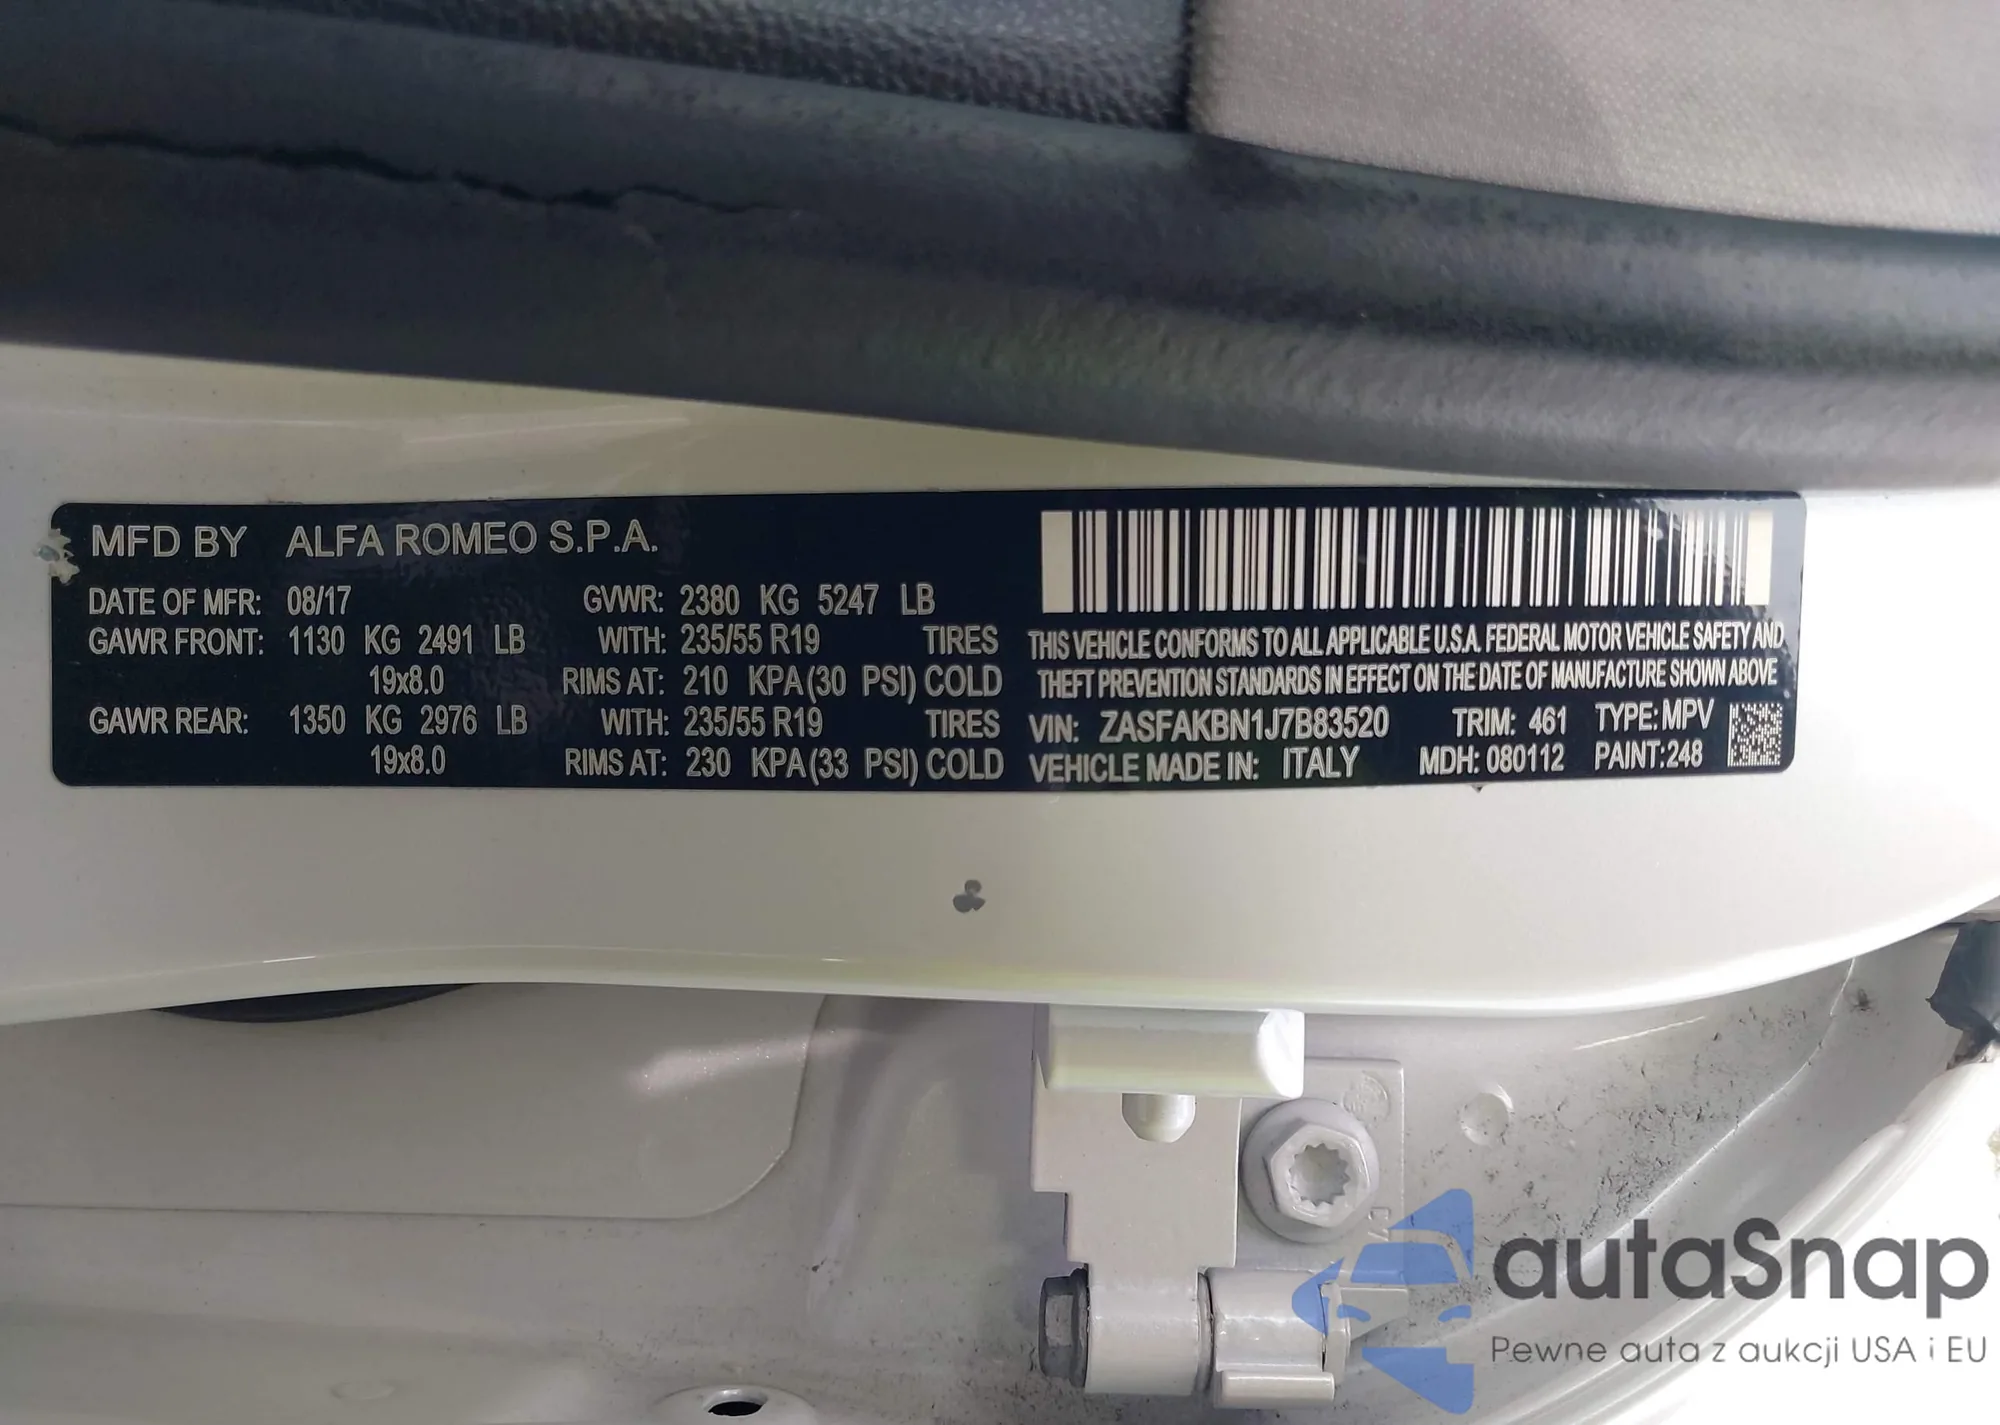 MFD BY ALFA ROMEO S.P.A.
DATE OF MFR: 08/17 GVWR: 2380 KG 5247 LB
GAWR FRONT: 1130 KG 2491 LB WITH: 235/55 R19 TIRES
19x8.0 RIMS AT: 210 KPA(30 PSI) COLD
GAWR REAR: 1350 KG 2976 LB WITH: 235/55 R19 TIRES
19x8.0 RIMS AT: 230 KPA(33 PSI) COLD
THIS VEHICLE CONFORMS TO ALL APPLICABLE U.S.A. FEDERAL MOTOR VEHICLE SAFETY AND
THEFT PREVENTION STANDARDS IN EFFECT ON THE DATE OF MANUFACTURE SHOWN ABOVE
VIN: ZASFAKBN1J7B83520 TRIM: 461 TYPE: MPV
VEHICLE MADE IN: ITALY MDH: 080112 PAINT: 248
autaSnap
Pewne auta z aukcji USA i EU